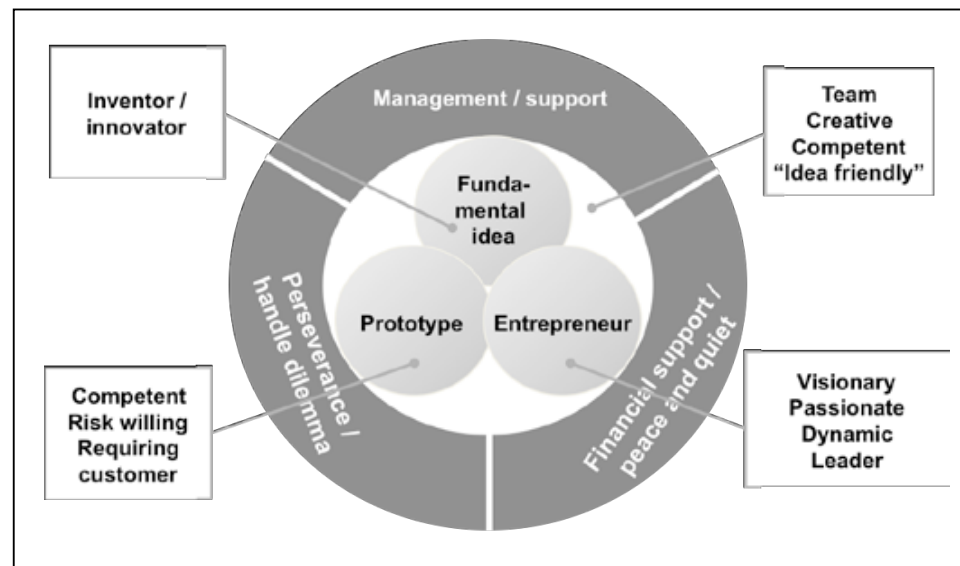 Inventor /
innovator
Management / support
Team
Creative
Competent
“Idea friendly”
Funda-
mental
idea
Prototype
Entrepreneur
Perseverance /
handle dilemma
Financial support /
peace and quiet
Competent
Risk willing
Requiring
customer
Visionary
Passionate
Dynamic
Leader